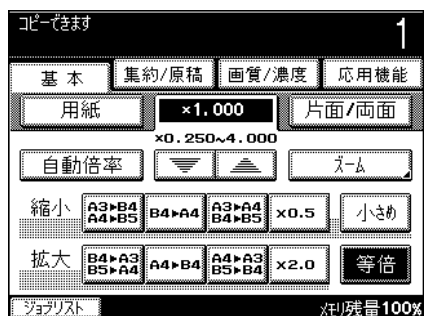 コピーできます
1
基本 集約/原稿 画質/濃度 応用機能
用紙 ×1.000 片面/両面
×0.250~4.000
自動倍率 ズーム
縮小 A3▶B4 A4▶B5 B4▶A4 A3▶A4 B4▶B5 ×0.5 小さめ
拡大 B4▶A3 B5▶A4 A4▶B4 A4▶A3 B5▶B4 ×2.0 等倍
ジョブリスト メモリ残量100%